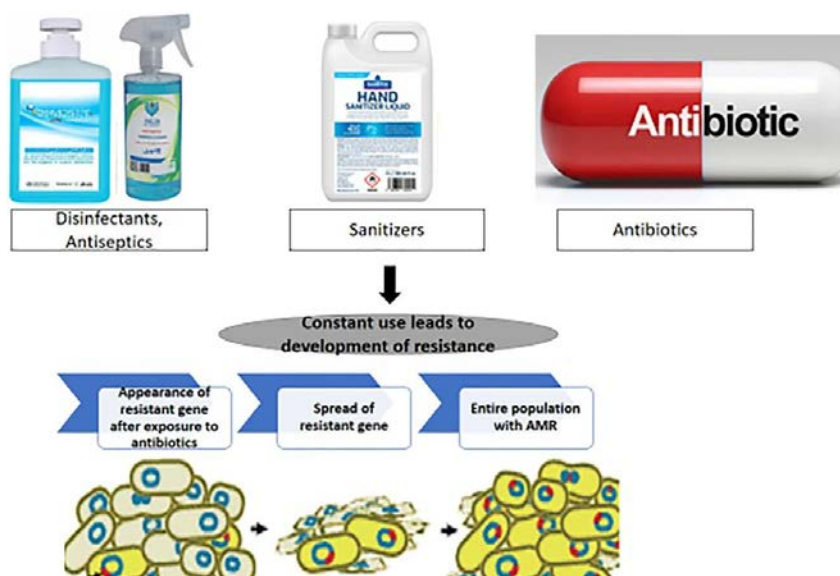 HAND
SANITIZER LIQUID
Antibiotic
Disinfectants,
Antiseptics
Sanitizers
Antibiotics
Constant use leads to
development of resistance
Appearance of
resistant gene
after exposure to
antibiotics
Spread of
resistant gene
Entire population
with AMR